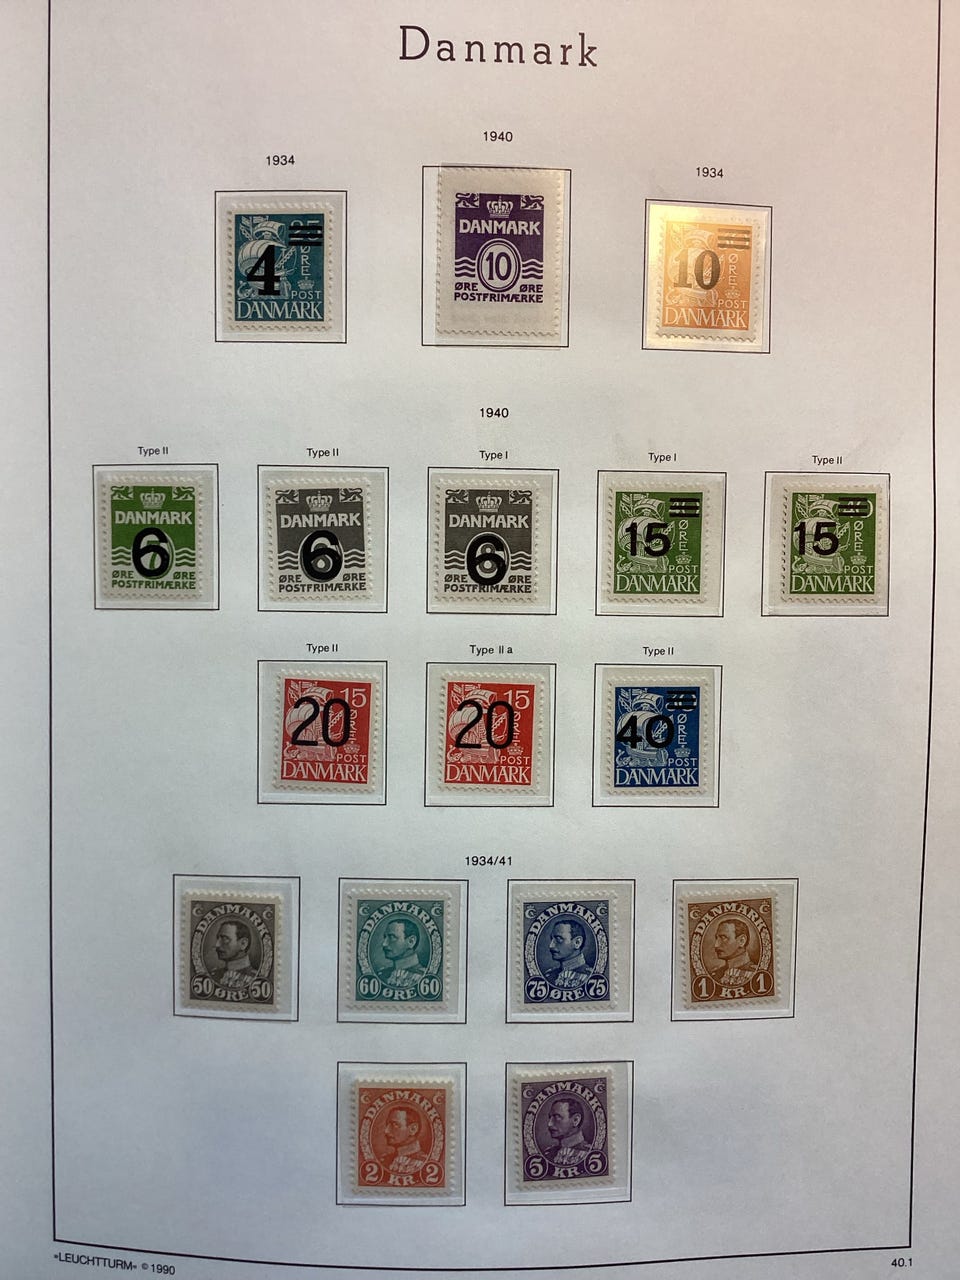 Danmark
1934
1940
1934
25
4
ØRE
POST
DANMARK
DANMARK
10
ØRE ØRE
POSTFRIMÆRKE
10
ØRE
POST
DANMARK
1940
Type II
Type II
Type I
Type I
Type II
DANMARK
6
ØRE ØRE
POSTFRIMÆRKE
DANMARK
6
ØRE ØRE
POSTFRIMÆRKE
DANMARK
6
ØRE ØRE
POSTFRIMÆRKE
15
ØRE
POST
DANMARK
15
ØRE
POST
DANMARK
Type II
Type II a
Type II
15
20
ØRE
POST
DANMARK
15
20
ØRE
POST
DANMARK
40
ØRE
POST
DANMARK
1934/41
DANMARK
50 ØRE 50
DANMARK
60 ØRE 60
DANMARK
75 ØRE 75
DANMARK
1 KR 1
DANMARK
2 KR 2
DANMARK
5 KR 5
»LEUCHTTURM« © 1990
40.1